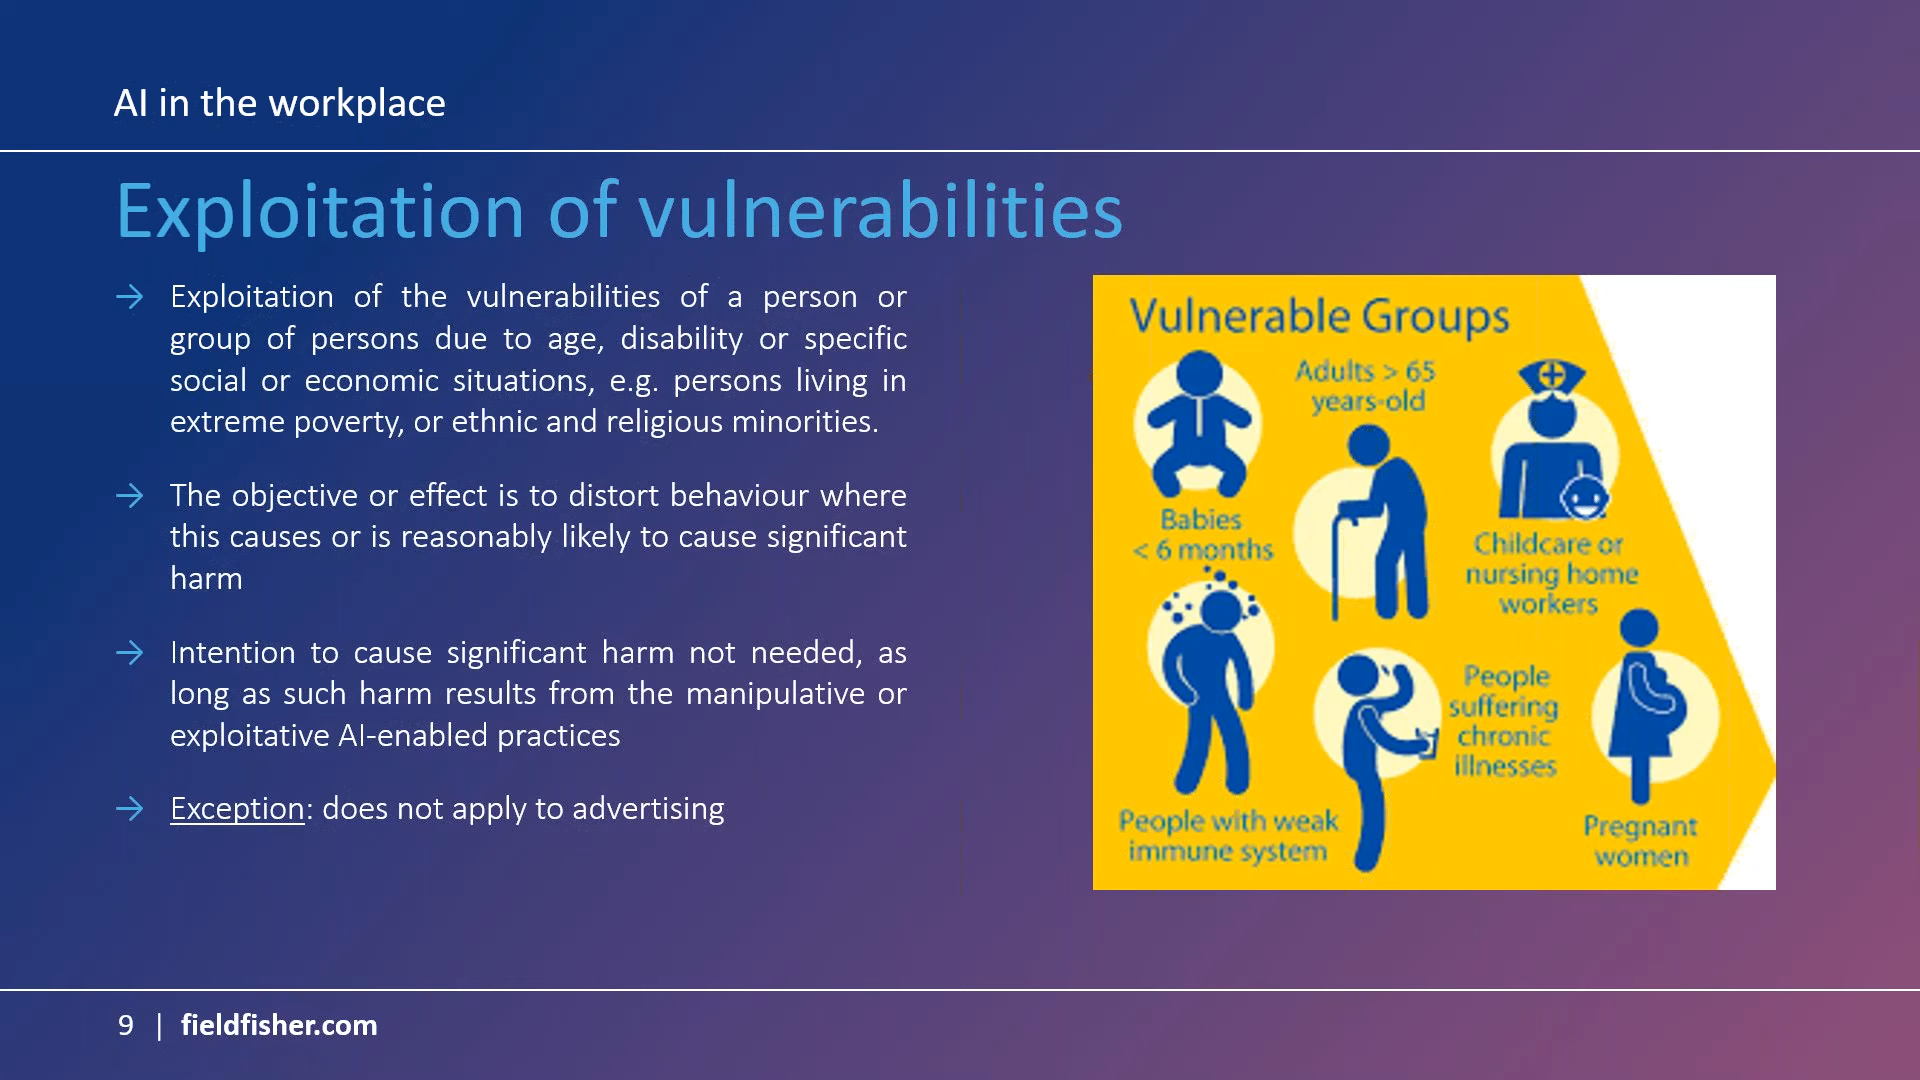 AI in the workplace
Exploitation of vulnerabilities
→ Exploitation of the vulnerabilities of a person or
group of persons due to age, disability or specific
social or economic situations, e.g. persons living in
extreme poverty, or ethnic and religious minorities.
→ The objective or effect is to distort behaviour where
this causes or is reasonably likely to cause significant
harm
→ Intention to cause significant harm not needed, as
long as such harm results from the manipulative or
exploitative AI-enabled practices
→ Exception: does not apply to advertising
Vulnerable Groups
Babies
< 6 months
Adults > 65
years-old
Childcare or
nursing home
workers
People with weak
immune system
People
suffering
chronic
illnesses
Pregnant
women
9 | fieldfisher.com